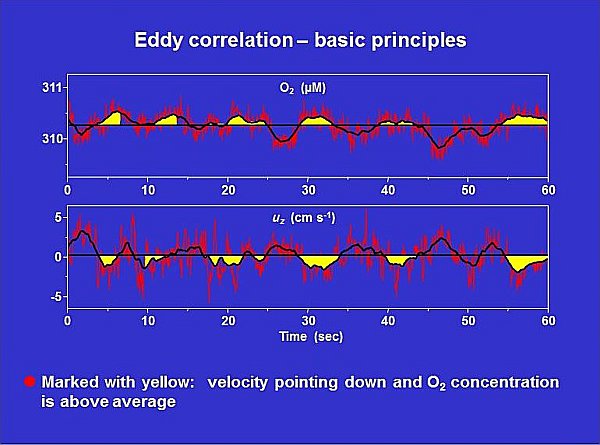 Eddy correlation – basic principles
O₂ (µM)
311
310
0 10 20 30 40 50 60
u_z (cm s⁻¹)
5
0
-5
0 10 20 30 40 50 60
Time (sec)
Marked with yellow: velocity pointing down and O₂ concentration
is above average